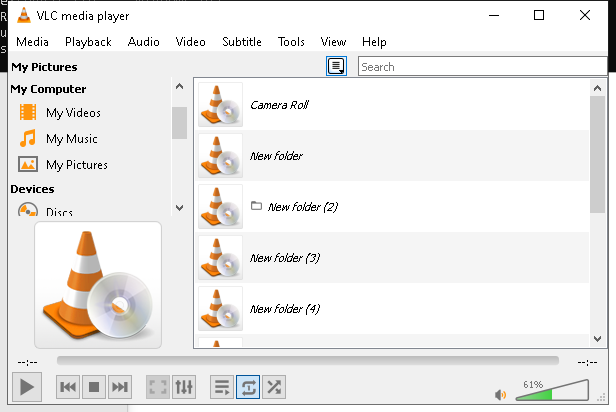 VLC media player
Media Playback Audio Video Subtitle Tools View Help
My Pictures
Search
My Computer
My Videos
My Music
My Pictures
Devices
Discs
Camera Roll
New folder
New folder (2)
New folder (3)
New folder (4)
--:-- --:--
61%